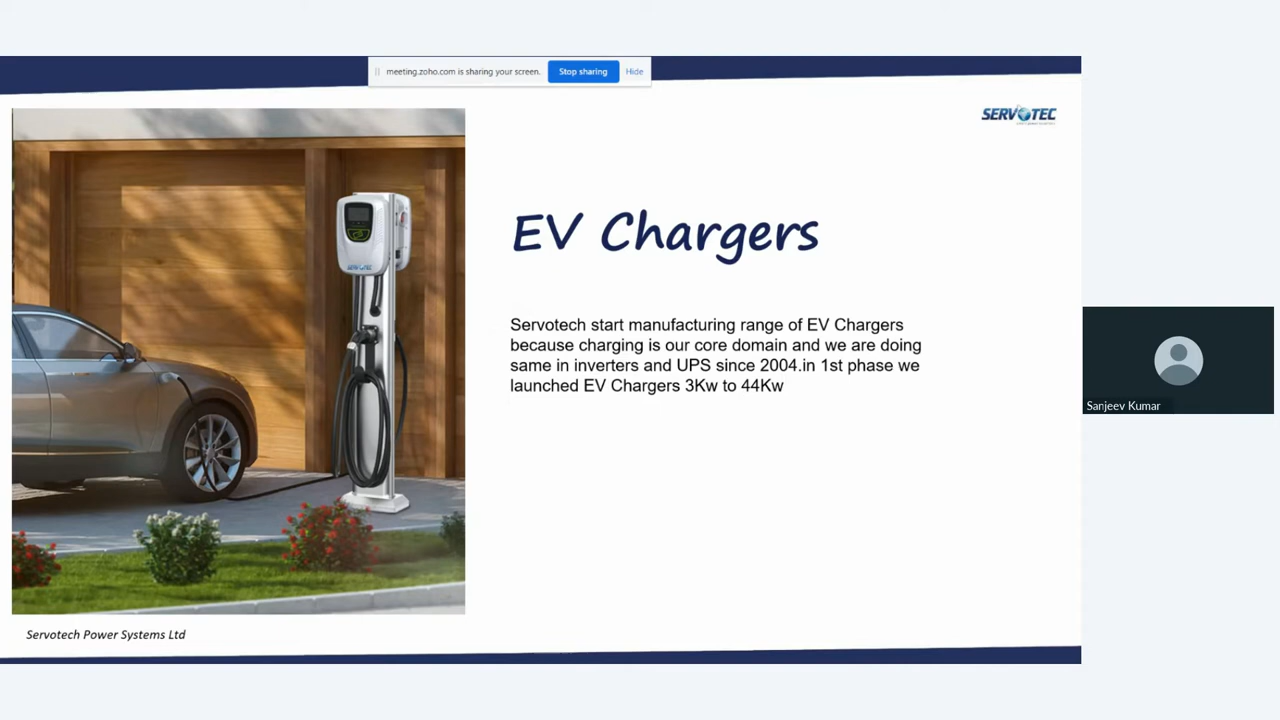 meeting.zoho.com is sharing your screen. Stop sharing Hide
SERVOTEC
EV Chargers
Servotech start manufacturing range of EV Chargers
because charging is our core domain and we are doing
same in inverters and UPS since 2004.in 1st phase we
launched EV Chargers 3Kw to 44Kw
SERVOTEC
Sanjeev Kumar
Servotech Power Systems Ltd